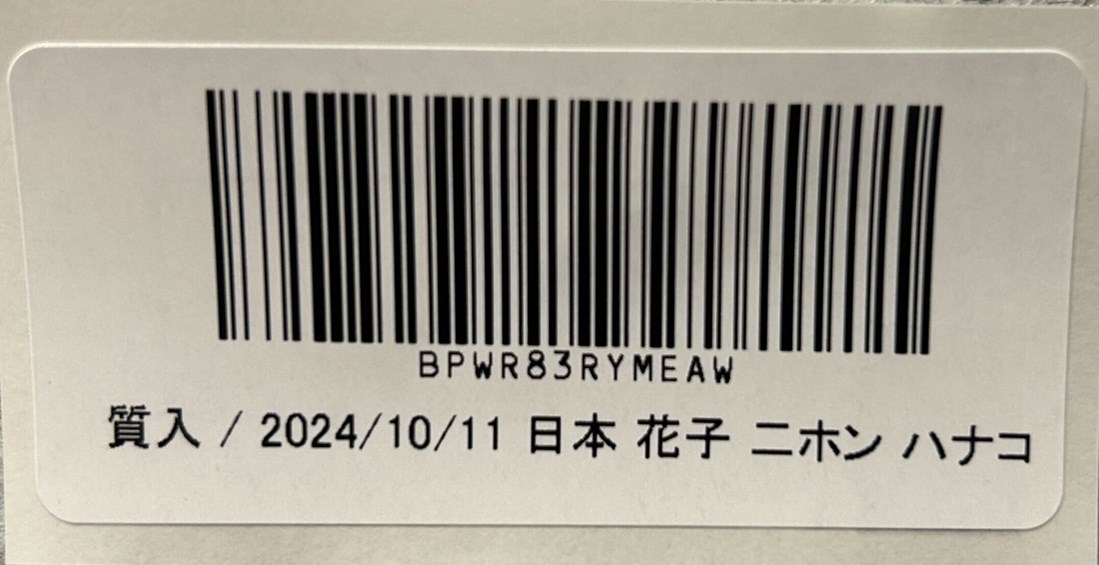 BPWR83RYMEAW
質入 / 2024/10/11 日本 花子 ニホン ハナコ